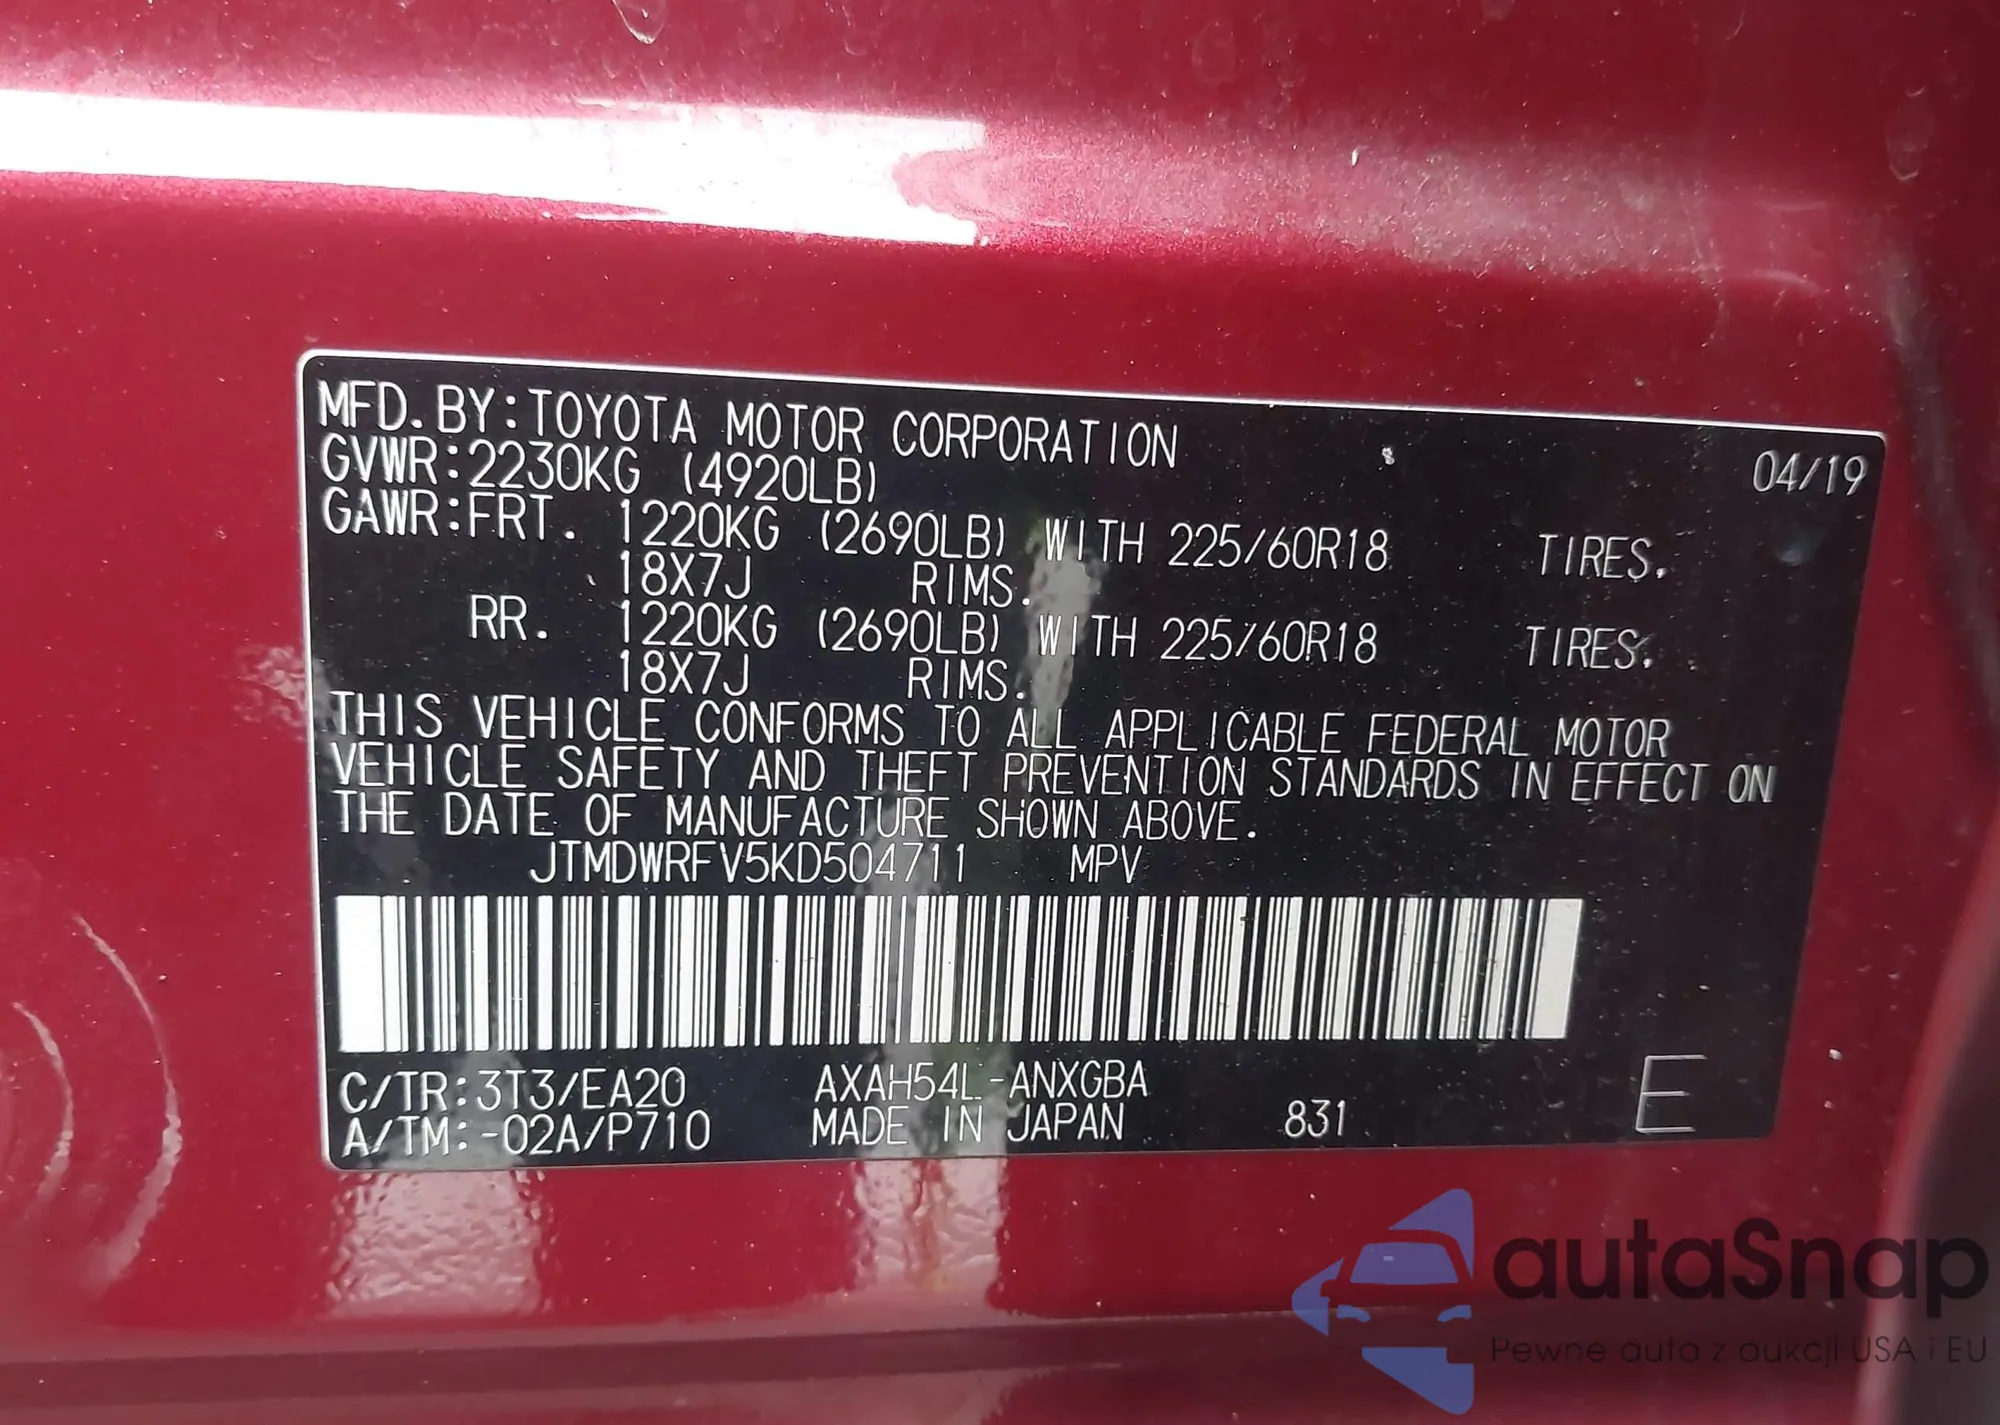 MFD. BY: TOYOTA MOTOR CORPORATION 04/19
GVWR: 2230KG (4920LB)
GAWR: FRT. 1220KG (2690LB) WITH 225/60R18 TIRES.
18X7J RIMS.
RR. 1220KG (2690LB) WITH 225/60R18 TIRES.
18X7J RIMS.
THIS VEHICLE CONFORMS TO ALL APPLICABLE FEDERAL MOTOR
VEHICLE SAFETY AND THEFT PREVENTION STANDARDS IN EFFECT ON
THE DATE OF MANUFACTURE SHOWN ABOVE.
JTMDWRFV5KD504711 MPV
C/TR: 3T3/EA20 AXAH54L-ANXGBA
A/TM: -02A/P710 MADE IN JAPAN 831 E
autaSnap
Pewne auta z aukcji USA i EU